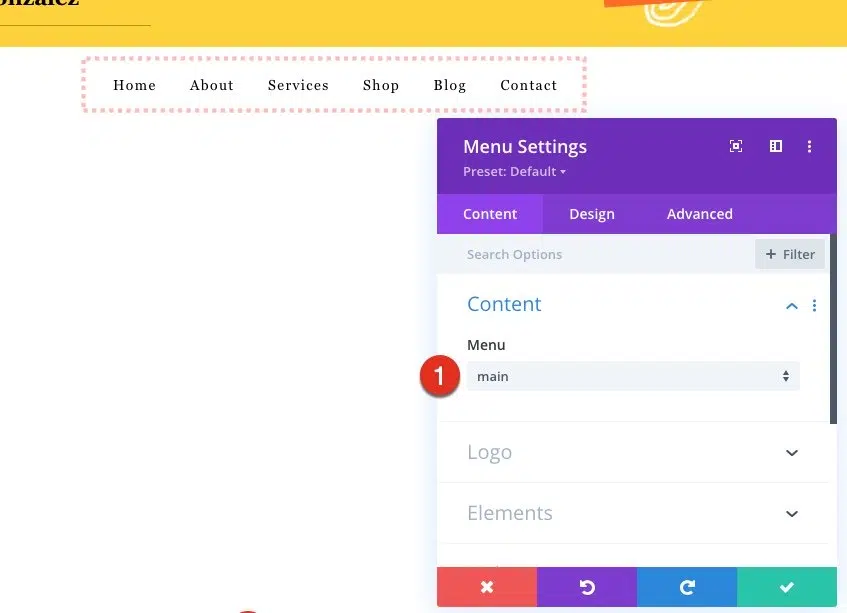 Home About Services Shop Blog Contact
Menu Settings
Preset: Default
Content Design Advanced
Search Options + Filter
Content
Menu
1
main
Logo
Elements